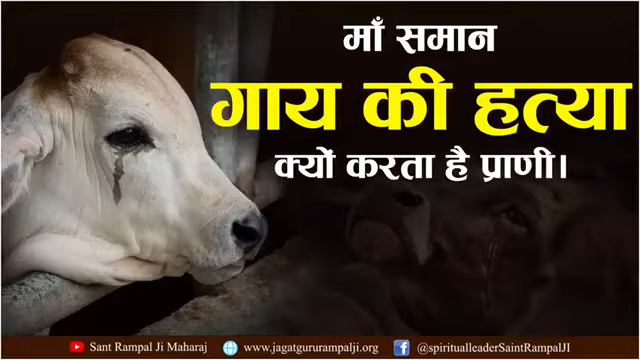 माँ समान
गाय की हत्या
क्यों करता है प्राणी।
Sant Rampal Ji Maharaj www.jagatgururampalji.org @spiritualleaderSaintRampalJI